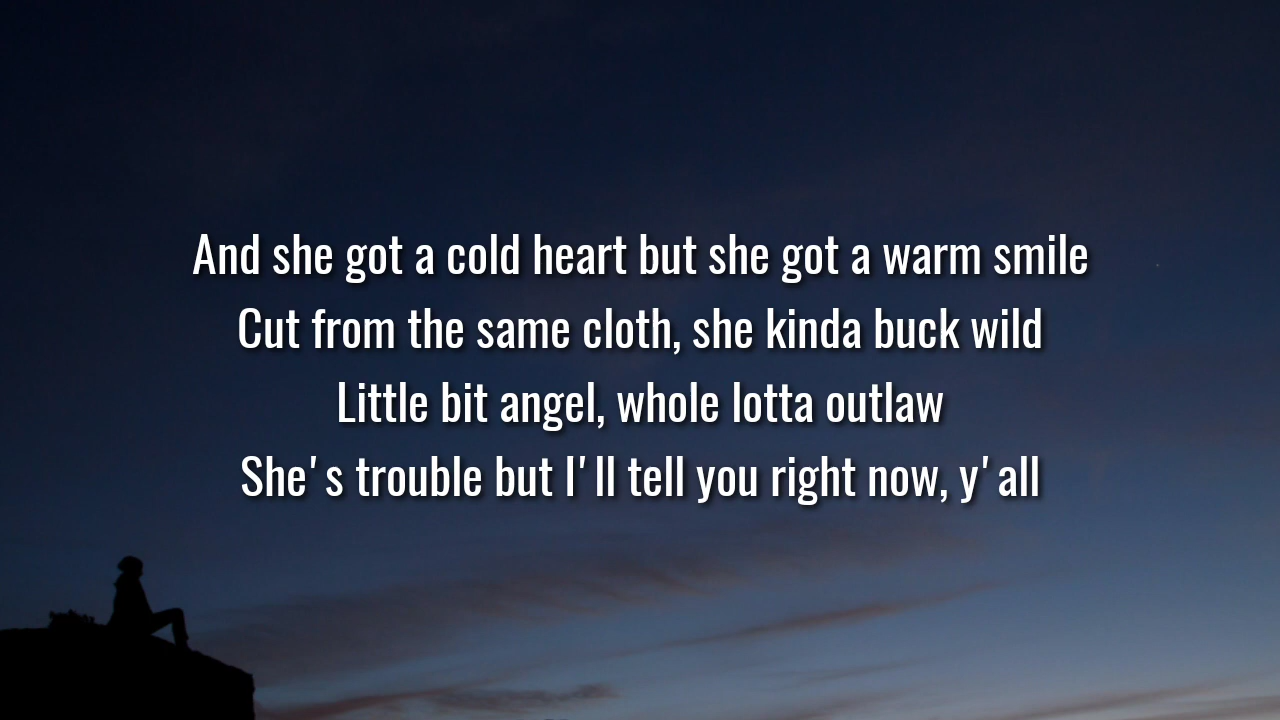 And she got a cold heart but she got a warm smile
Cut from the same cloth, she kinda buck wild
Little bit angel, whole lotta outlaw
She's trouble but I'll tell you right now, y'all